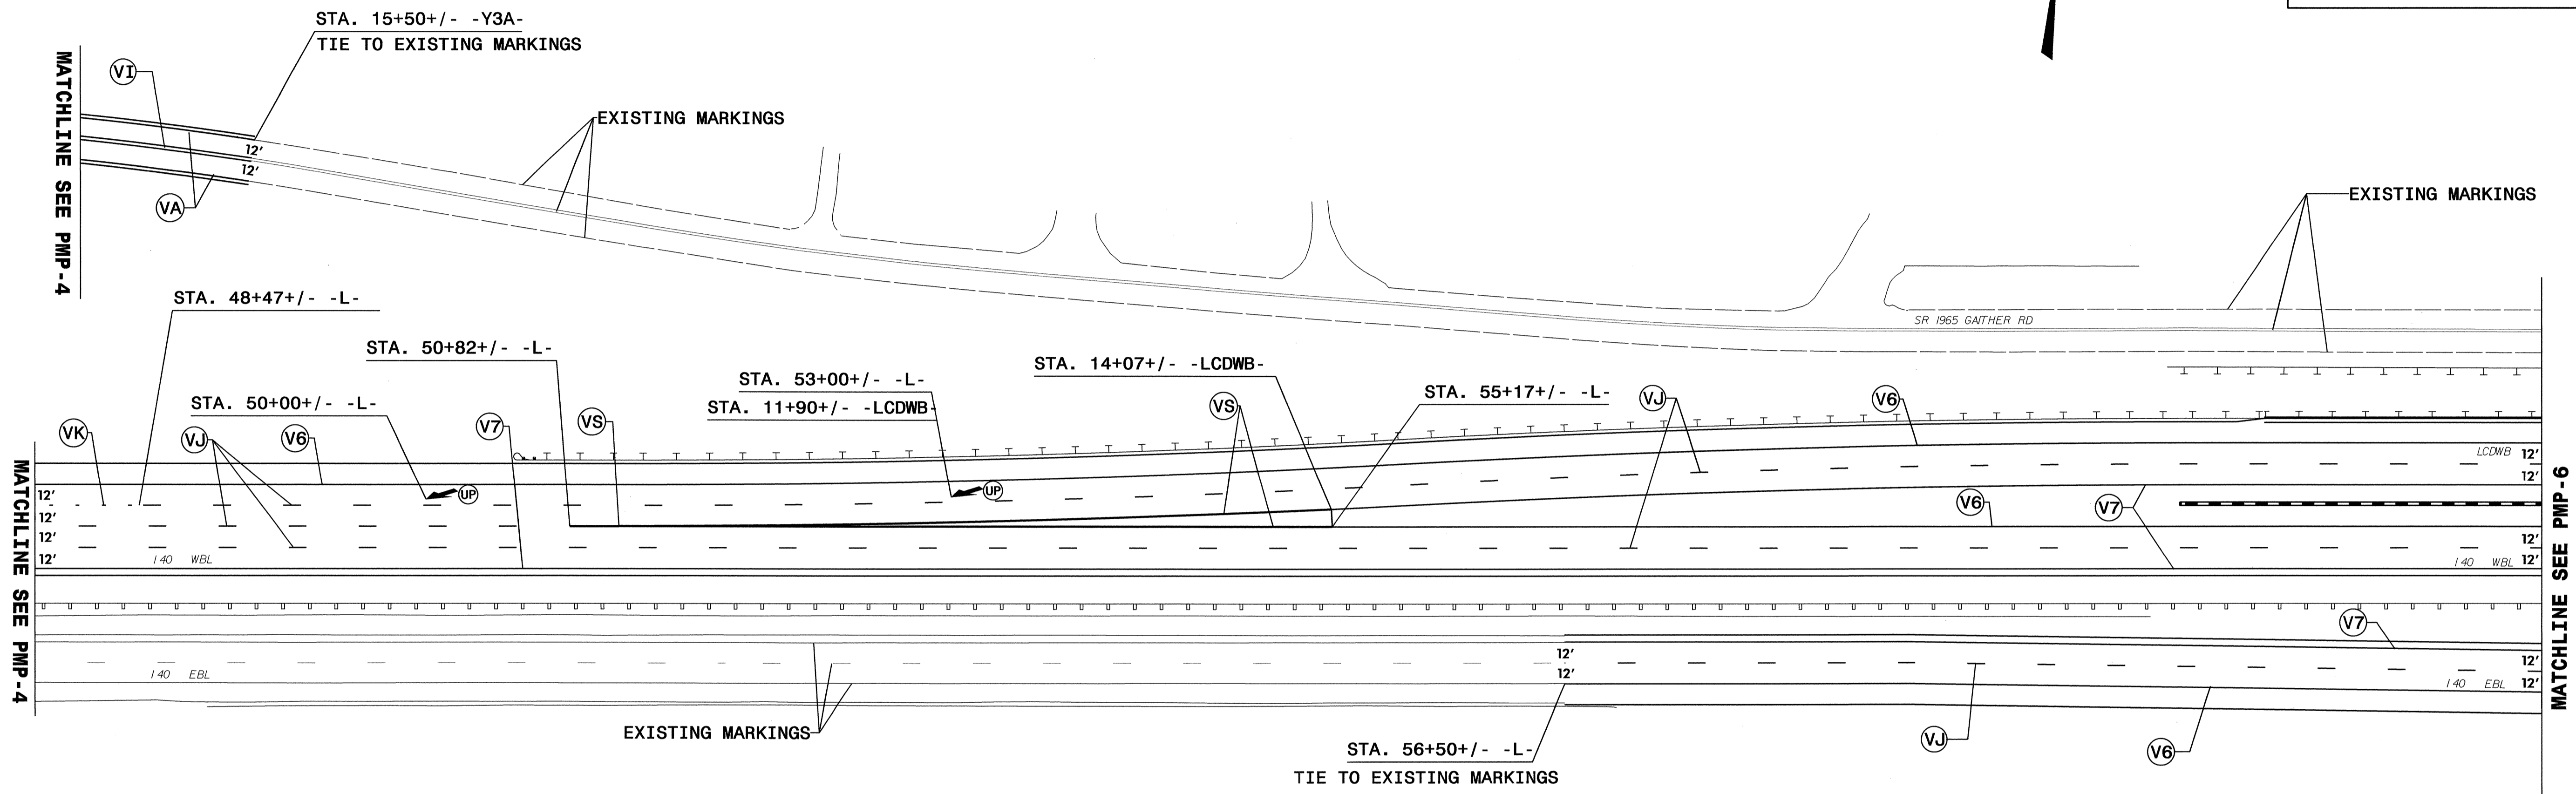 STA. 15+50+/- -Y3A-
TIE TO EXISTING MARKINGS
MATCHLINE SEE PMP-4
VI
VA
12'
12'
EXISTING MARKINGS
EXISTING MARKINGS
SR 1965 GAITHER RD
STA. 48+47+/- -L-
STA. 50+82+/- -L-
STA. 50+00+/- -L-
STA. 53+00+/- -L-
STA. 11+90+/- -LCDWB-
STA. 14+07+/- -LCDWB-
STA. 55+17+/- -L-
VK
VJ
V6
V7
VS
VS
VJ
V6
UP
UP
LCDWB
12'
12'
V6
V7
MATCHLINE SEE PMP-4
12'
12'
12'
12'
I 40 WBL
12'
I 40 WBL 12'
MATCHLINE SEE PMP-6
V7
I 40 EBL
12'
12'
12'
I 40 EBL 12'
EXISTING MARKINGS
STA. 56+50+/- -L-
TIE TO EXISTING MARKINGS
VJ
V6